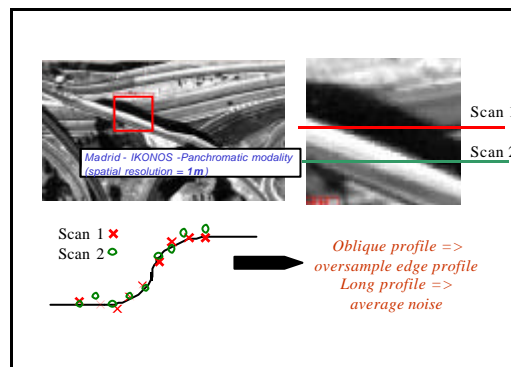 Scan 1
Scan 2
Madrid - IKONOS -Panchromatic modality
(spatial resolution = 1m)
Scan 1
Scan 2
Oblique profile =>
oversample edge profile
Long profile =>
average noise